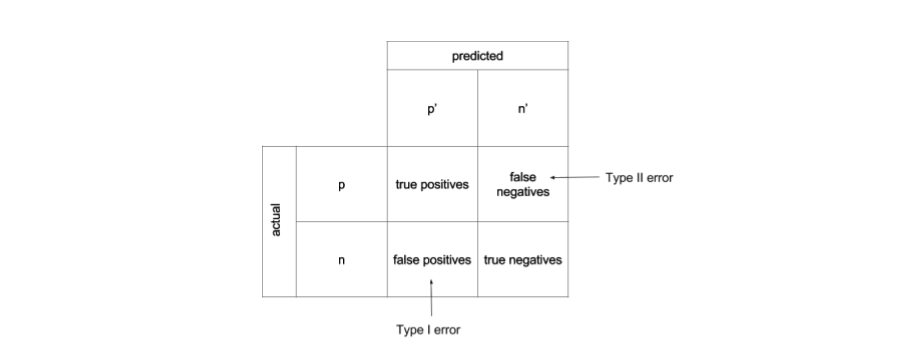 predicted
p’
n’
actual
p
true positives
false
negatives
Type II error
n
false positives
true negatives
Type I error